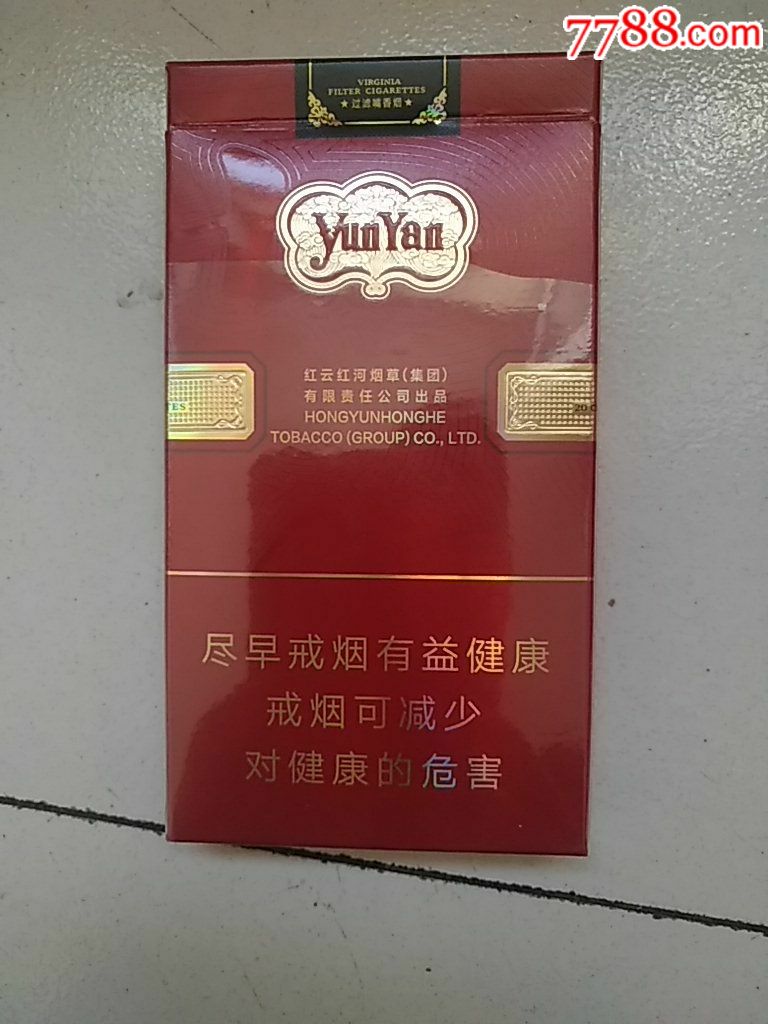 7788.com
VIRGINIA
FILTER CIGARETTES
★过滤嘴香烟★
YunYan
红云红河烟草(集团)
有限责任公司出品
HONGYUNHONGHE
TOBACCO (GROUP) CO., LTD.
TES
20 C
尽早戒烟有益健康
戒烟可减少
对健康的危害